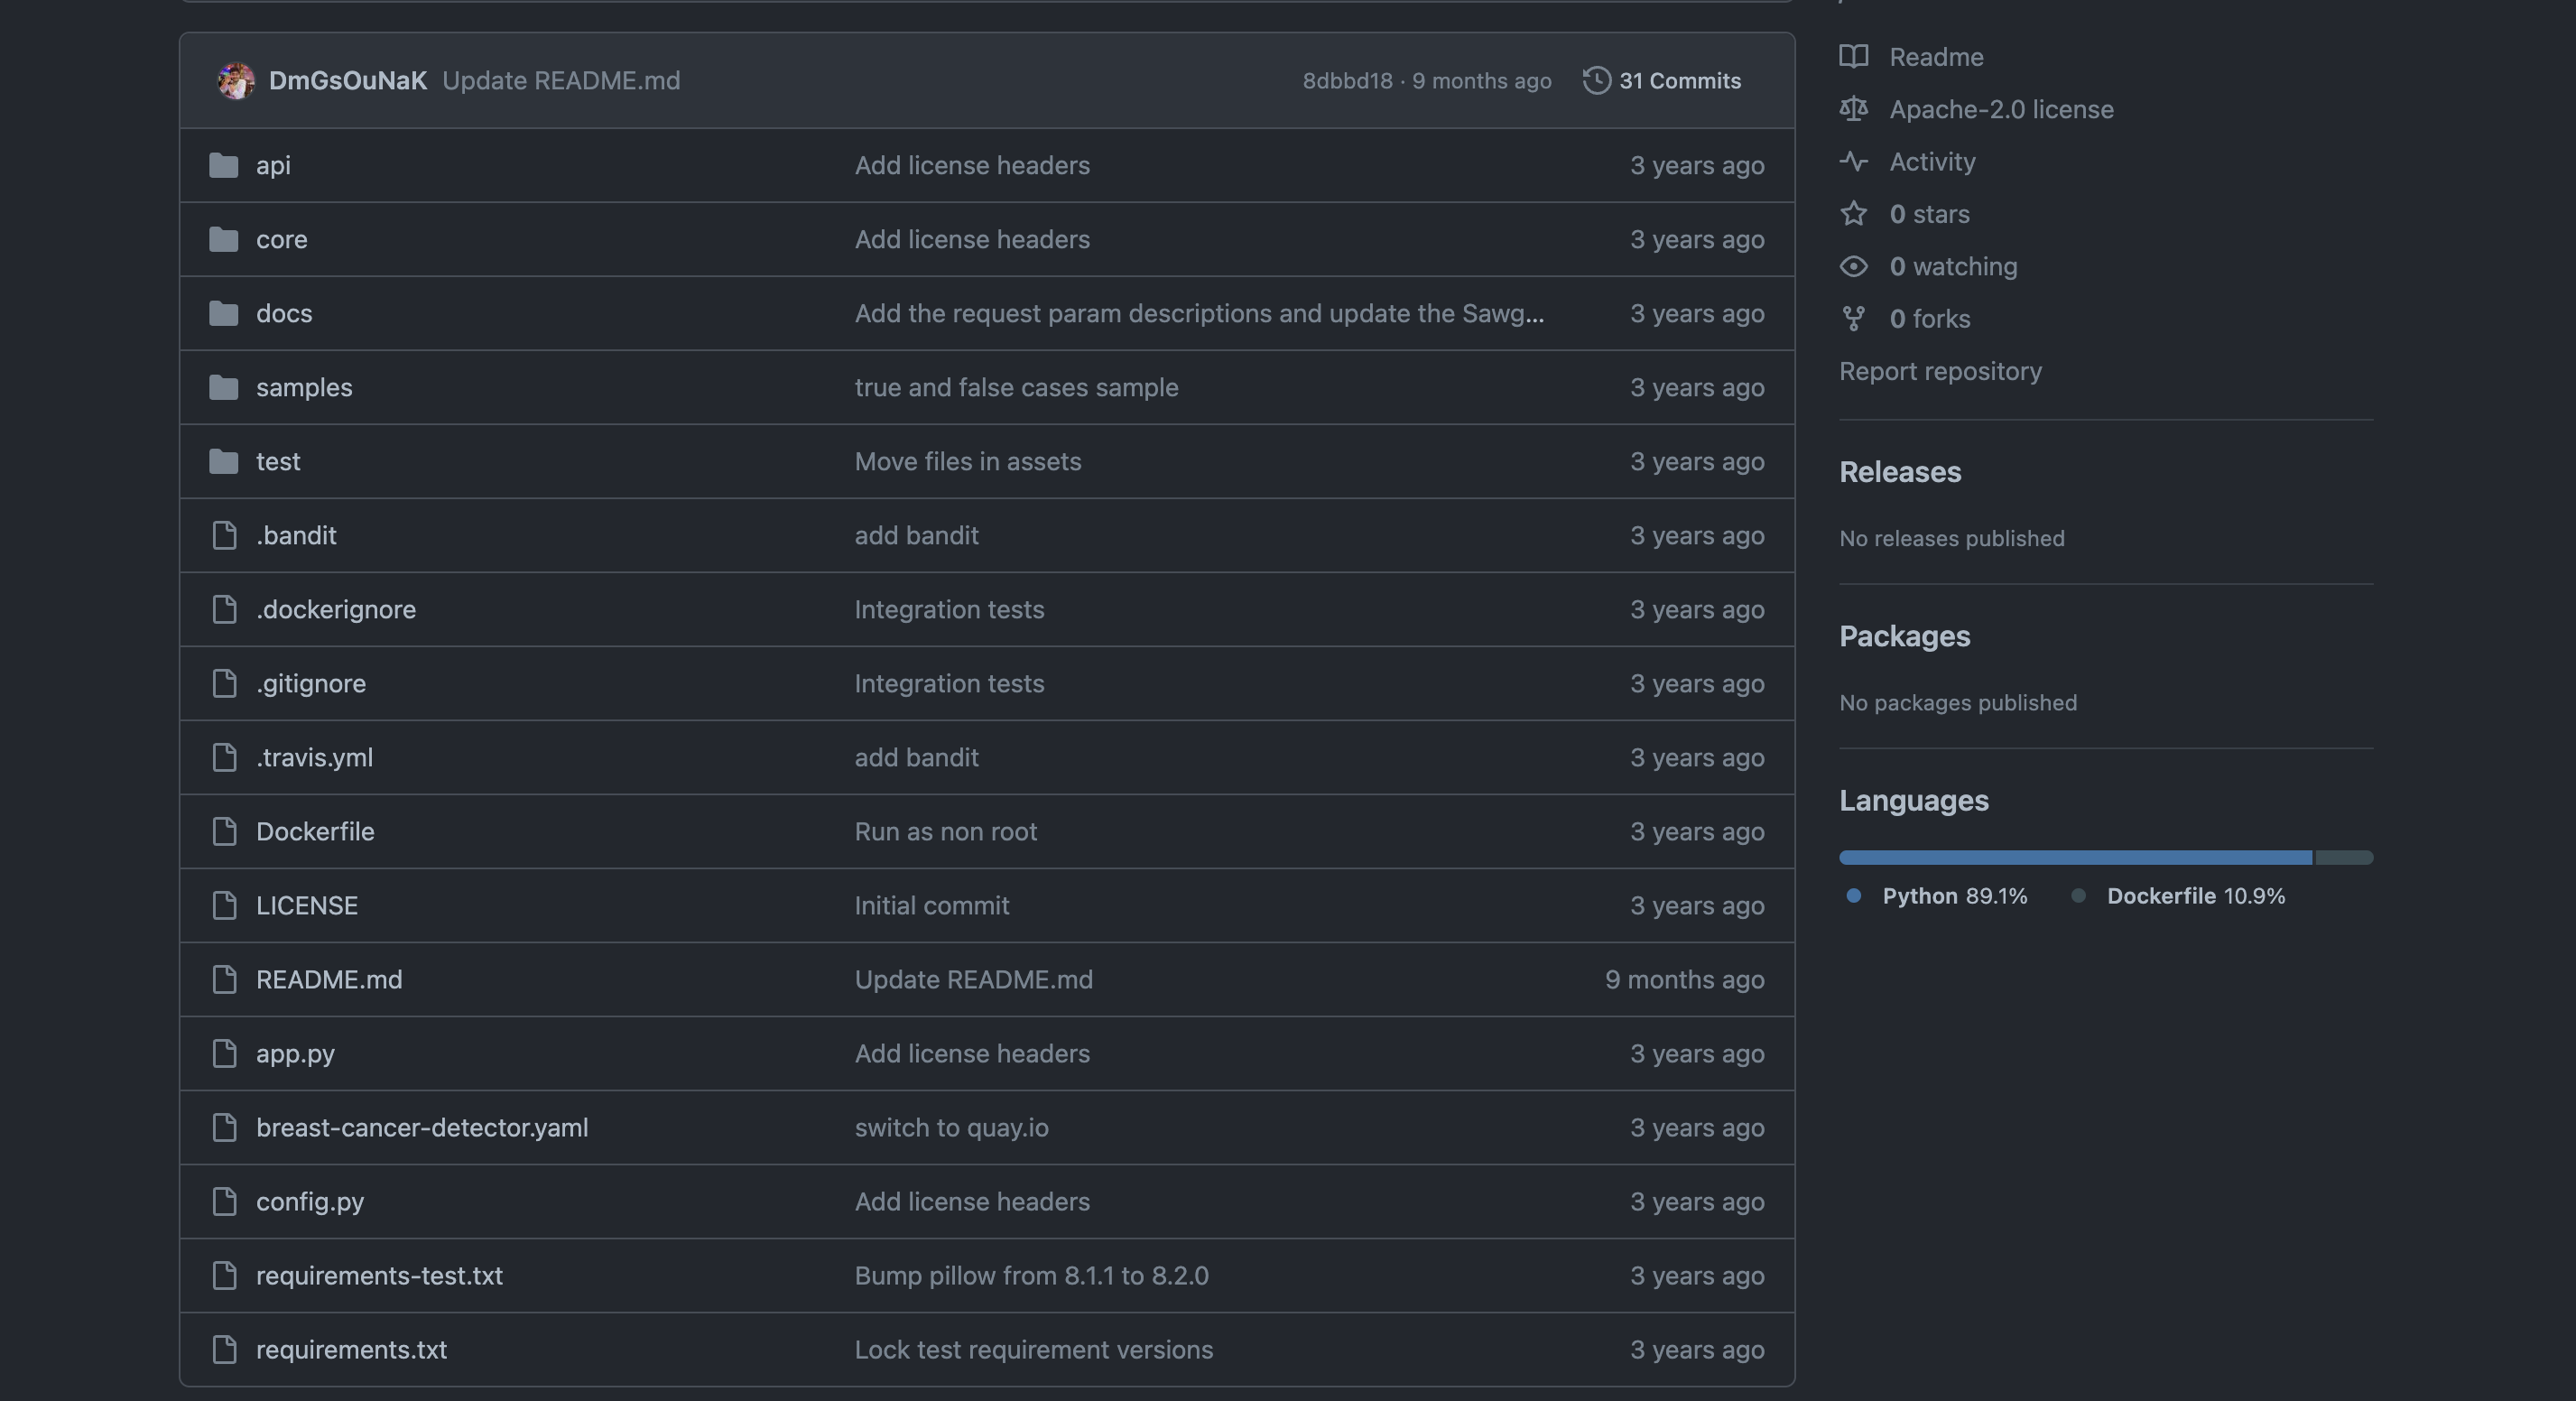 DmGsOuNaK Update README.md 8dbbd18 · 9 months ago 31 Commits
api Add license headers 3 years ago
core Add license headers 3 years ago
docs Add the request param descriptions and update the Sawg... 3 years ago
samples true and false cases sample 3 years ago
test Move files in assets 3 years ago
.bandit add bandit 3 years ago
.dockerignore Integration tests 3 years ago
.gitignore Integration tests 3 years ago
.travis.yml add bandit 3 years ago
Dockerfile Run as non root 3 years ago
LICENSE Initial commit 3 years ago
README.md Update README.md 9 months ago
app.py Add license headers 3 years ago
breast-cancer-detector.yaml switch to quay.io 3 years ago
config.py Add license headers 3 years ago
requirements-test.txt Bump pillow from 8.1.1 to 8.2.0 3 years ago
requirements.txt Lock test requirement versions 3 years ago
Readme
Apache-2.0 license
Activity
0 stars
0 watching
0 forks
Report repository
Releases
No releases published
Packages
No packages published
Languages
Python 89.1% Dockerfile 10.9%